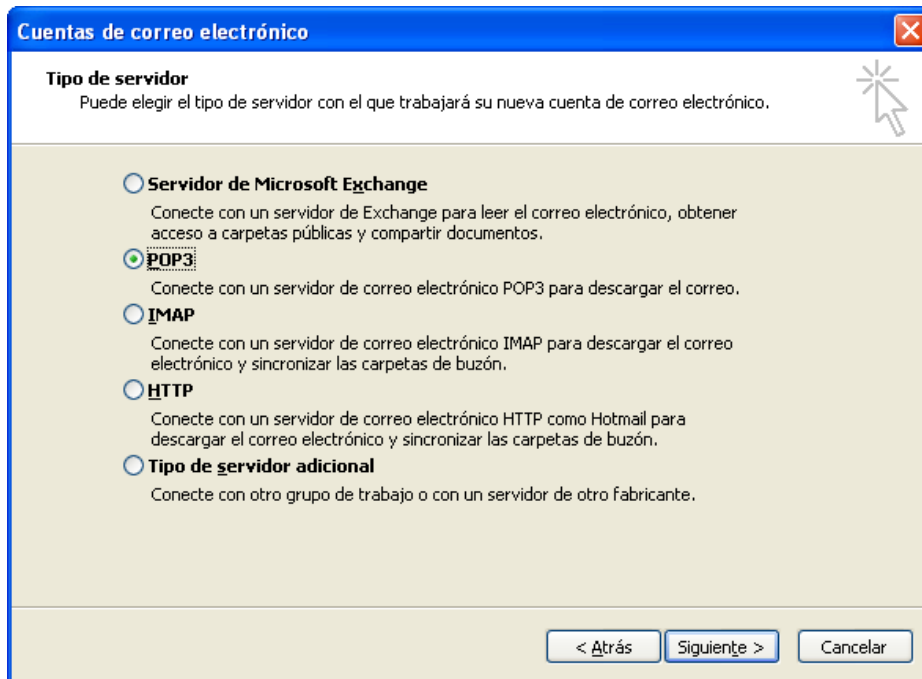 Cuentas de correo electrónico
Tipo de servidor
Puede elegir el tipo de servidor con el que trabajará su nueva cuenta de correo electrónico.
Servidor de Microsoft Exchange
Conecte con un servidor de Exchange para leer el correo electrónico, obtener
acceso a carpetas públicas y compartir documentos.
POP3
Conecte con un servidor de correo electrónico POP3 para descargar el correo.
IMAP
Conecte con un servidor de correo electrónico IMAP para descargar el correo
electrónico y sincronizar las carpetas de buzón.
HTTP
Conecte con un servidor de correo electrónico HTTP como Hotmail para
descargar el correo electrónico y sincronizar las carpetas de buzón.
Tipo de servidor adicional
Conecte con otro grupo de trabajo o con un servidor de otro fabricante.
< Atrás Siguiente > Cancelar